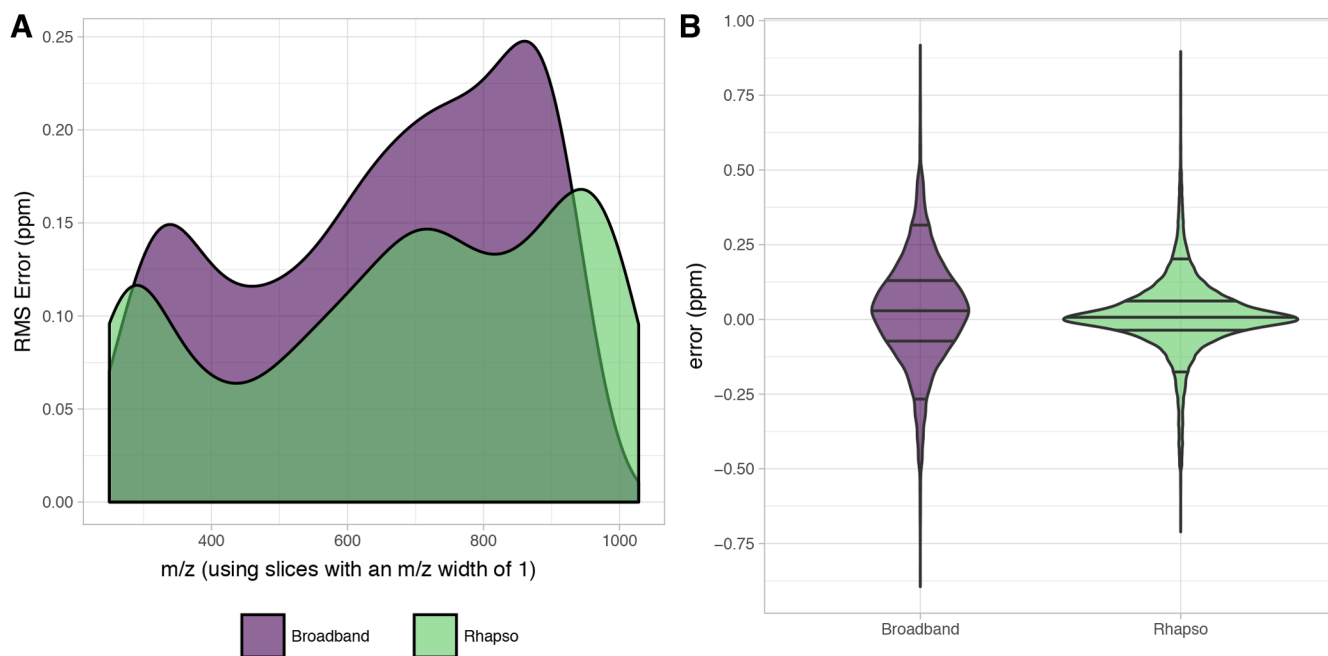 A
RMS Error (ppm)
0.25
0.20
0.15
0.10
0.05
0.00
400 600 800 1000
m/z (using slices with an m/z width of 1)
Broadband Rhapso
B
error (ppm)
1.00
0.75
0.50
0.25
0.00
−0.25
−0.50
−0.75
Broadband Rhapso